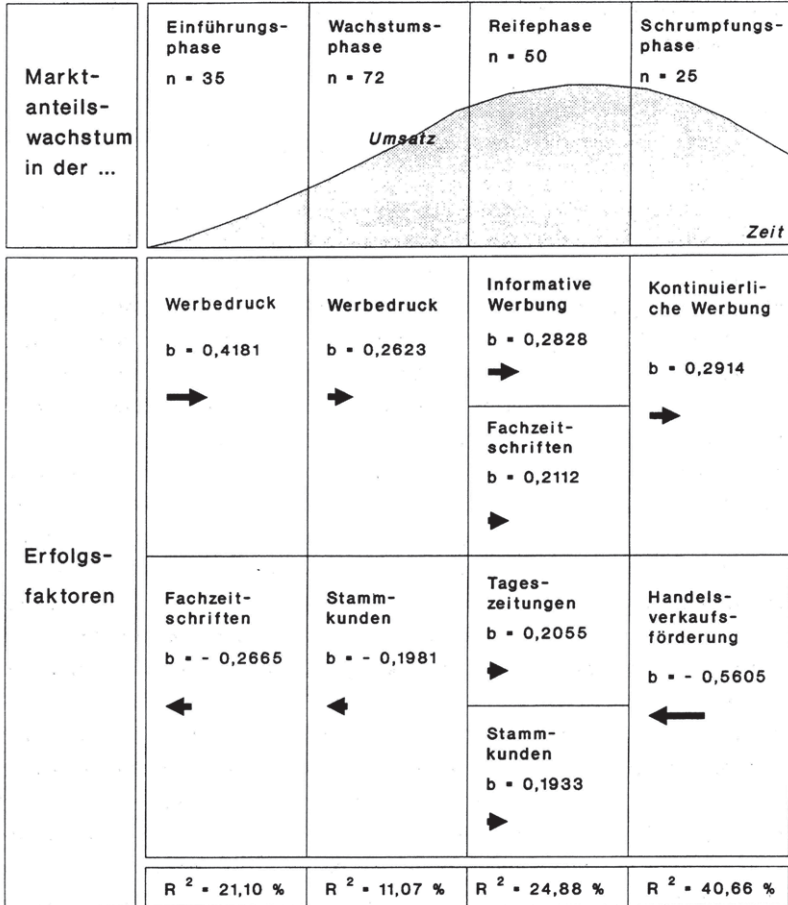 Markt-
anteils-
wachstum
in der ...
Einführungs-
phase
n = 35
Wachstums-
phase
n = 72
Reifephase
n = 50
Schrumpfungs-
phase
n = 25
Umsatz
Zeit
Erfolgs-
faktoren
Werbedruck
b = 0,4181
Werbedruck
b = 0,2623
Informative
Werbung
b = 0,2828
Fachzeit-
schriften
b = 0,2112
Kontinuierli-
che Werbung
b = 0,2914
Fachzeit-
schriften
b = - 0,2665
Stamm-
kunden
b = - 0,1981
Tages-
zeitungen
b = 0,2055
Stamm-
kunden
b = 0,1933
Handels-
verkaufs-
förderung
b = - 0,5605
R ² = 21,10 %
R ² = 11,07 %
R ² = 24,88 %
R ² = 40,66 %